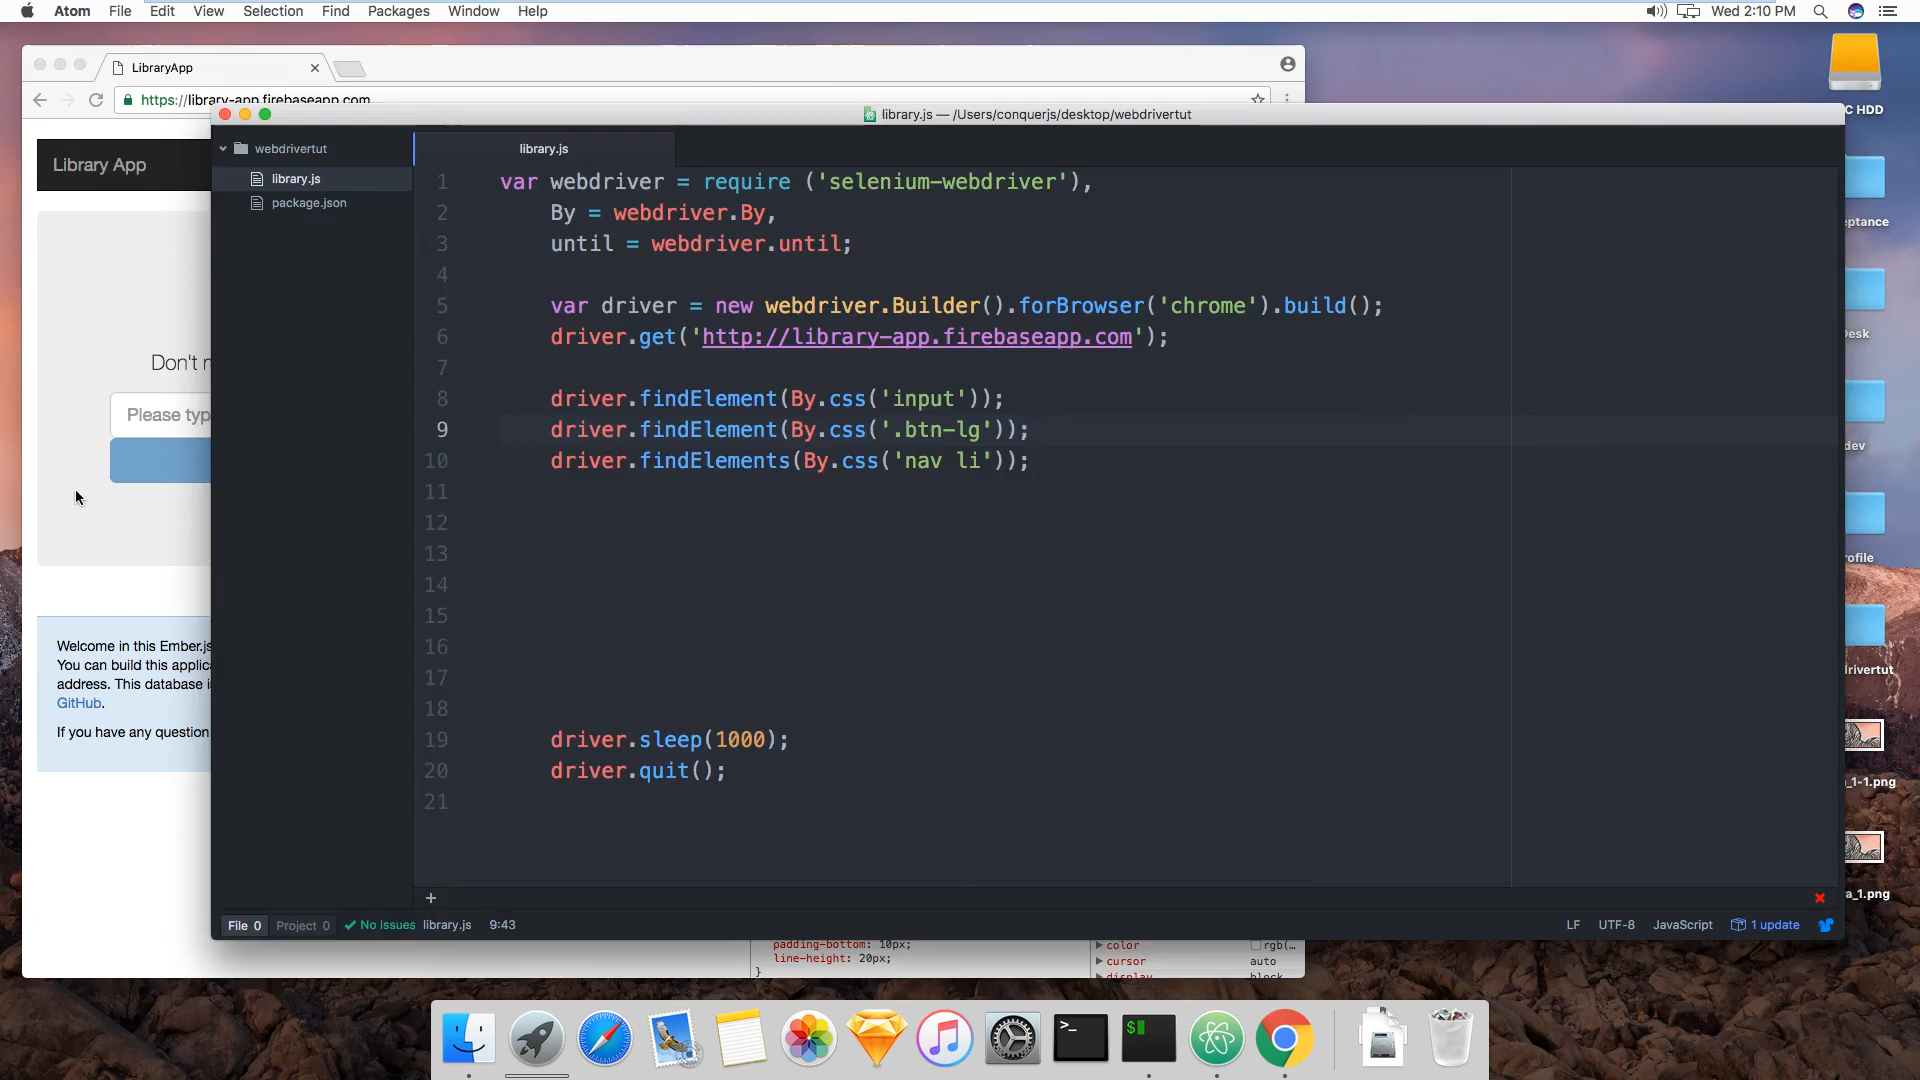 Atom File Edit View Selection Find Packages Window Help
Wed 2:10 PM
LibraryApp
https://library-app.firebaseapp.com
library.js — /Users/conquerjs/desktop/webdrivertut
webdrivertut
library.js
package.json
library.js
1 var webdriver = require ('selenium-webdriver'),
2 By = webdriver.By,
3 until = webdriver.until;
4
5 var driver = new webdriver.Builder().forBrowser('chrome').build();
6 driver.get('http://library-app.firebaseapp.com');
7
8 driver.findElement(By.css('input'));
9 driver.findElement(By.css('.btn-lg'));
10 driver.findElements(By.css('nav li'));
11
12
13
14
15
16
17
18
19 driver.sleep(1000);
20 driver.quit();
21
Library App
Don't
Please typ
Welcome in this Ember.js
You can build this applic
address. This database i
GitHub.
If you have any question
File 0 Project 0 No Issues library.js 9:43
LF UTF-8 JavaScript 1 update
padding-bottom: 10px;
line-height: 20px;
}
color rgb(…
cursor auto
display block
C HDD
ptance
Desk
dev
rofile
rivertut
_1-1.png
a_1.png
>_
$